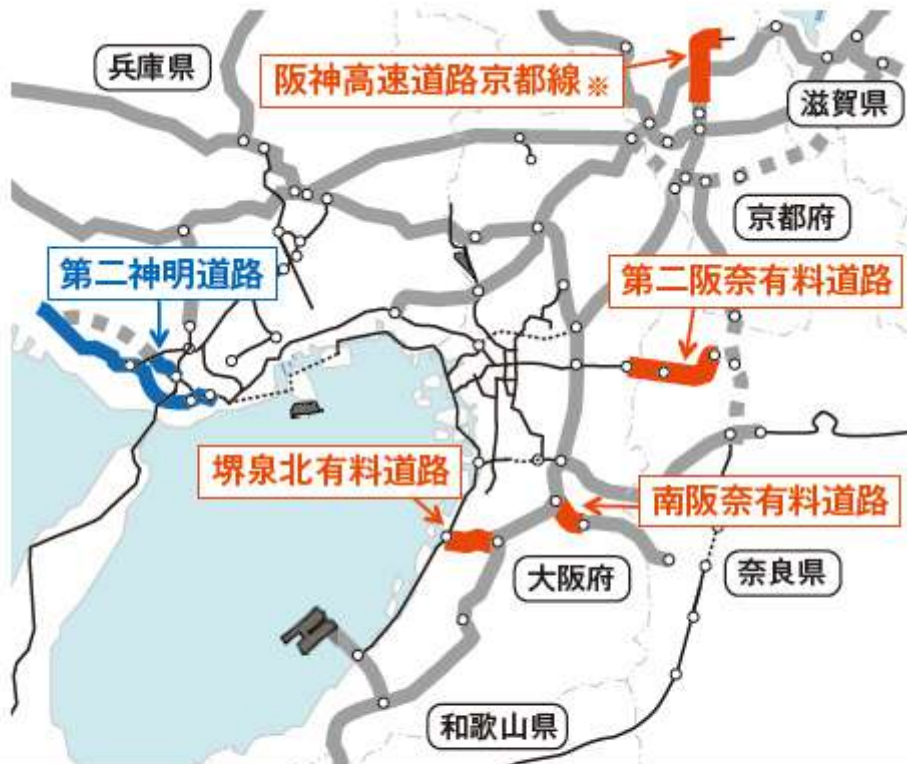 兵庫県
阪神高速道路京都線※
滋賀県
京都府
第二神明道路
第二阪奈有料道路
堺泉北有料道路
南阪奈有料道路
大阪府
奈良県
和歌山県